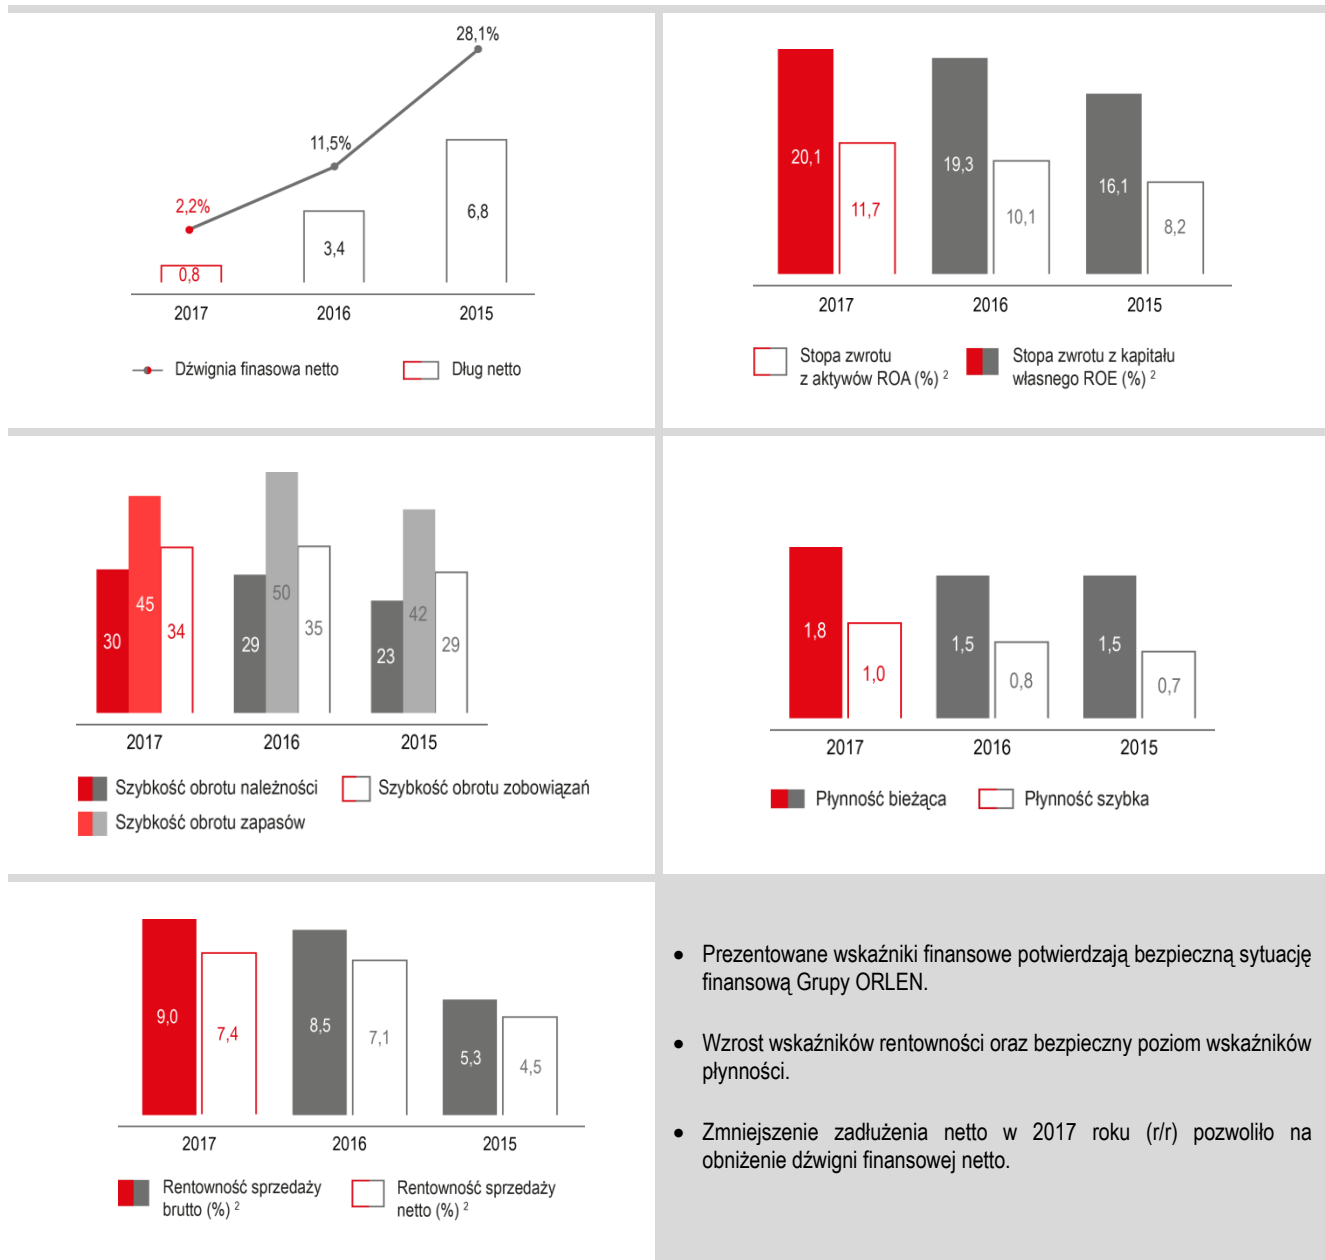 28,1%
11,5%
2,2%
6,8
3,4
0,8
2017 2016 2015
Dźwignia finasowa netto Dług netto
20,1
11,7
19,3
10,1
16,1
8,2
2017 2016 2015
Stopa zwrotu
z aktywów ROA (%) ²
Stopa zwrotu z kapitału
własnego ROE (%) ²
30 45 34
29 50 35
23 42 29
2017 2016 2015
Szybkość obrotu należności Szybkość obrotu zobowiązań
Szybkość obrotu zapasów
1,8 1,0
1,5 0,8
1,5 0,7
2017 2016 2015
Płynność bieżąca Płynność szybka
9,0 7,4
8,5 7,1
5,3 4,5
2017 2016 2015
Rentowność sprzedaży
brutto (%) ²
Rentowność sprzedaży
netto (%) ²
• Prezentowane wskaźniki finansowe potwierdzają bezpieczną sytuację
finansową Grupy ORLEN.
• Wzrost wskaźników rentowności oraz bezpieczny poziom wskaźników
płynności.
• Zmniejszenie zadłużenia netto w 2017 roku (r/r) pozwoliło na
obniżenie dźwigni finansowej netto.